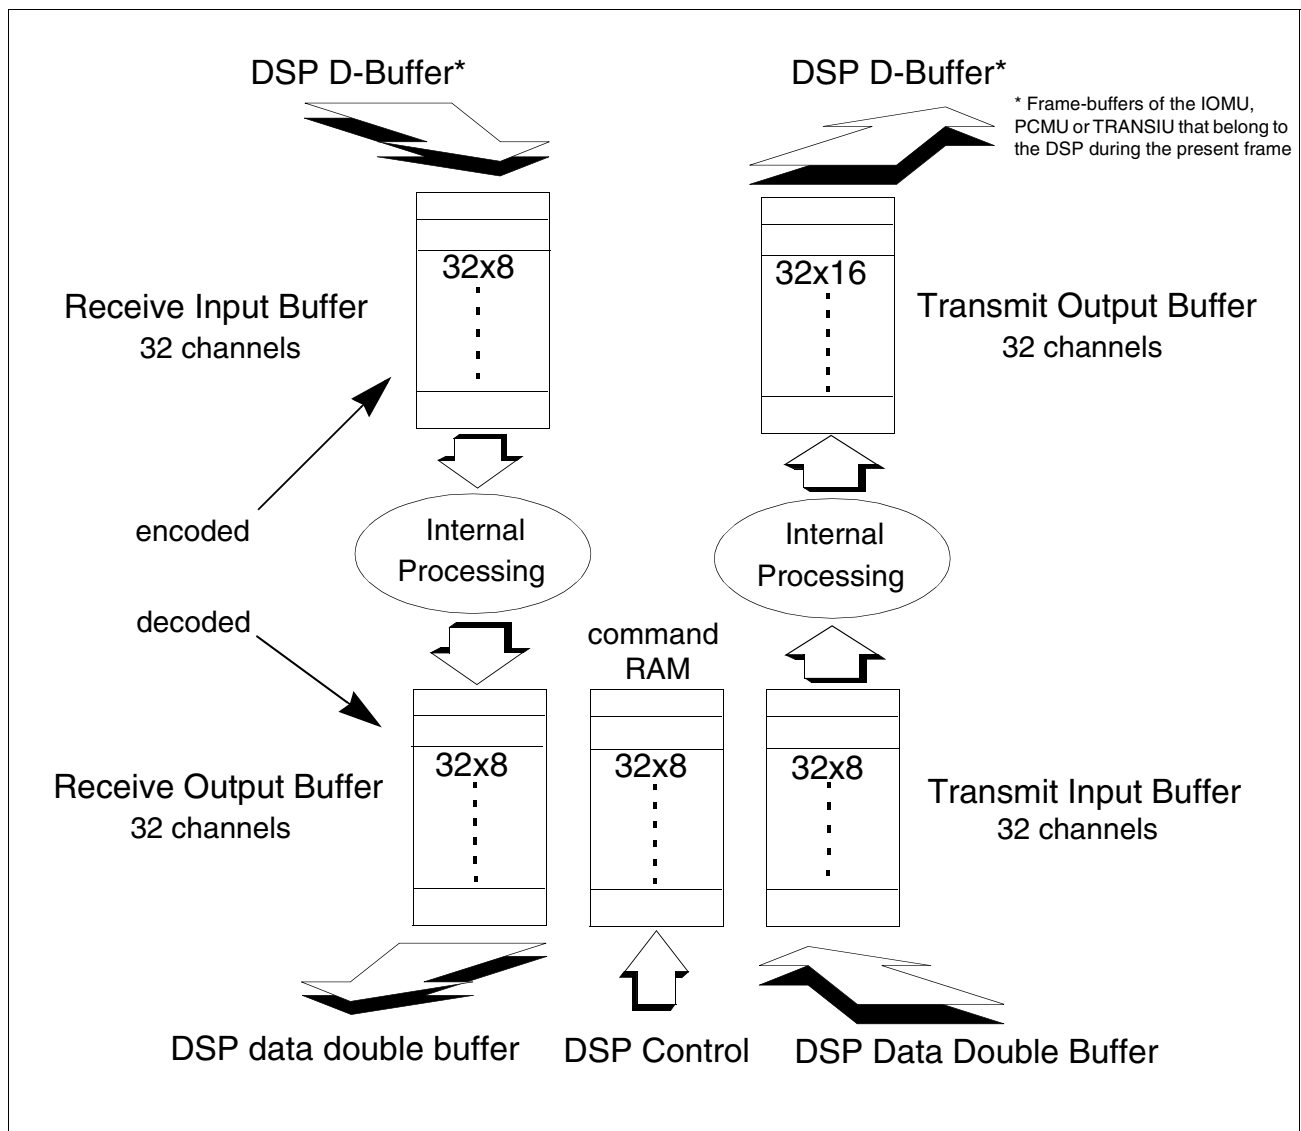 DSP D-Buffer*
DSP D-Buffer*
* Frame-buffers of the IOMU,
PCMU or TRANSIU that belong to
the DSP during the present frame
32x8
32x16
Receive Input Buffer
32 channels
Transmit Output Buffer
32 channels
encoded
Internal
Processing
Internal
Processing
decoded
command
RAM
32x8
32x8
32x8
Receive Output Buffer
32 channels
Transmit Input Buffer
32 channels
DSP data double buffer
DSP Control
DSP Data Double Buffer